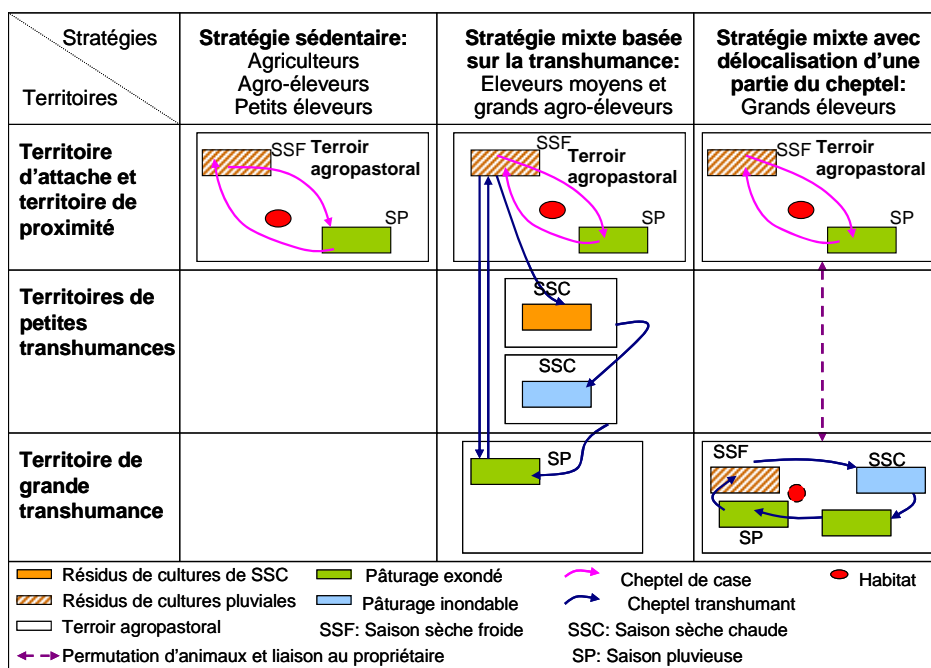 Stratégies
Territoires
Stratégie sédentaire:
Agriculteurs
Agro-éleveurs
Petits éleveurs
Stratégie mixte basée
sur la transhumance:
Eleveurs moyens et
grands agro-éleveurs
Stratégie mixte avec
délocalisation d'une
partie du cheptel:
Grands éleveurs
Territoire
d'attache et
territoire de
proximité
SSF
Terroir
agropastoral
SP
SSF
Terroir
agropastoral
SP
SSF
Terroir
agropastoral
SP
Territoires de
petites
transhumances
SSC
SSC
Territoire de
grande
transhumance
SP
SSF
SSC
SP
Résidus de cultures de SSC
Pâturage exondé
Cheptel de case
Habitat
Résidus de cultures pluviales
Pâturage inondable
Cheptel transhumant
Terroir agropastoral
SSF: Saison sèche froide
SSC: Saison sèche chaude
Permutation d'animaux et liaison au propriétaire
SP: Saison pluvieuse